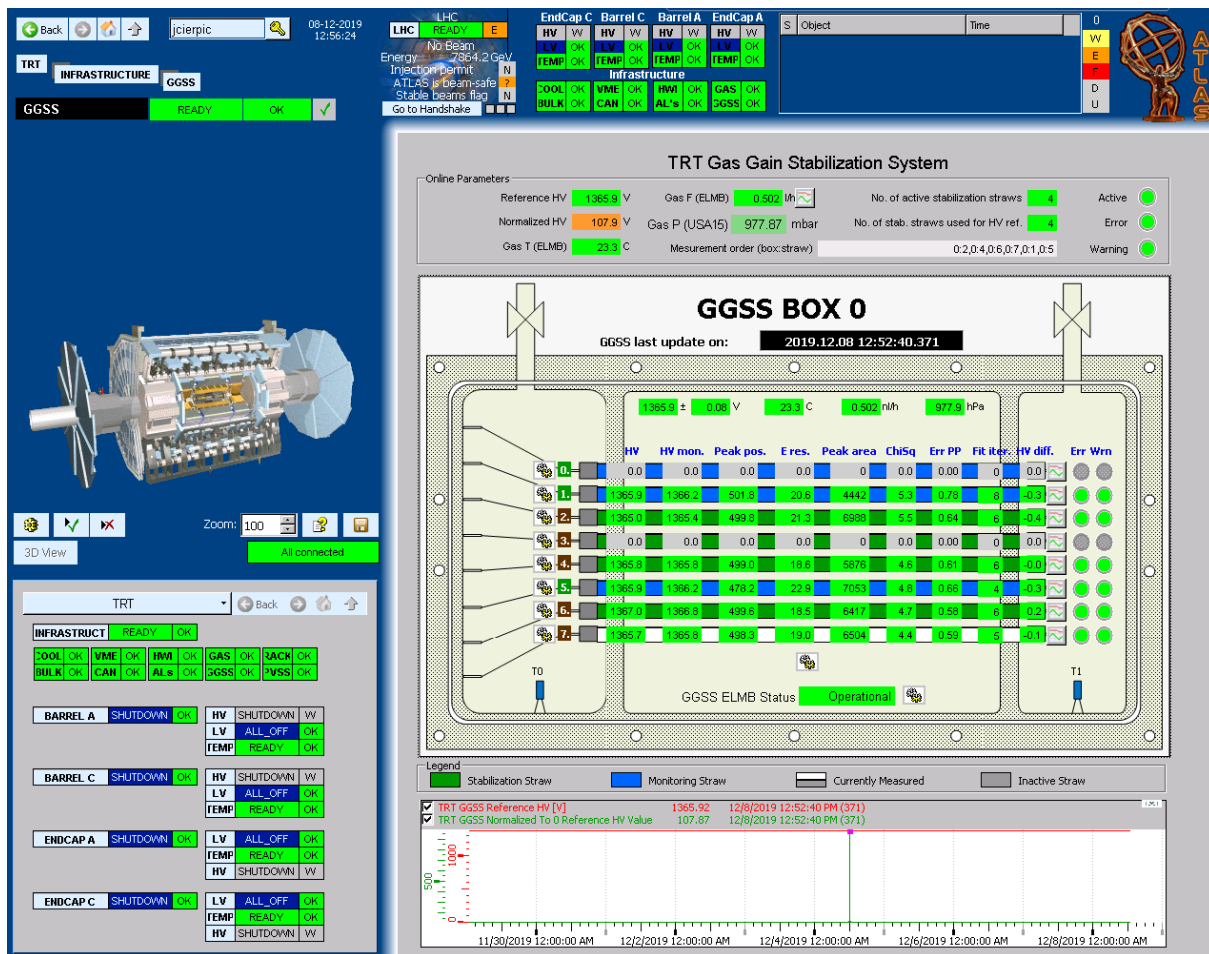 Back
jcierpic
08-12-2019
12:56:24
TRT
INFRASTRUCTURE
GGSS
GGSS READY OK
LHC
LHC READY E
No Beam
Energy 7864.2 GeV
Injection permit N
ATLAS is beam-safe ?
Stable beams flag N
Go to Handshake
EndCap C Barrel C Barrel A EndCap A
HV W HV W HV W HV W
LV OK LV OK LV OK LV OK
TEMP OK TEMP OK TEMP OK TEMP OK
Infrastructure
COOL OK VME OK HWI OK GAS OK
BULK OK CAN OK AL's OK GGSS OK
S Object Time
0
W
E
F
D
U
ATLAS
TRT Gas Gain Stabilization System
Online Parameters
Reference HV 1365.9 V Gas F (ELMB) 0.502 l/h No. of active stabilization straws 4 Active
Normalized HV 107.9 V Gas P (USA15) 977.87 mbar No. of stab. straws used for HV ref. 4 Error
Gas T (ELMB) 23.3 C Mesurement order (box:straw) 0:2,0:4,0:6,0:7,0:1,0:5 Warning
GGSS BOX 0
GGSS last update on: 2019.12.08 12:52:40.371
1365.9 ± 0.08 V 23.3 C 0.502 nl/h 977.9 hPa
HV HV mon. Peak pos. E res. Peak area ChiSq Err PP Fit iter. HV diff. Err Wrn
0. 0.0 0.0 0.0 0.0 0 0.0 0.00 0 0.0
1. 1365.9 1366.2 501.8 20.6 4442 5.3 0.78 8 -0.3
2. 1365.0 1365.4 499.8 21.3 6988 5.5 0.64 6 -0.4
3. 0.0 0.0 0.0 0.0 0 0.0 0.00 0 0.0
4. 1365.8 1365.8 499.0 18.6 5876 4.6 0.61 6 -0.0
5. 1365.9 1366.2 478.2 22.9 7053 4.8 0.66 4 -0.3
6. 1367.0 1366.8 499.6 18.5 6417 4.7 0.58 6 0.2
7. 1365.7 1365.8 498.3 19.0 6504 4.4 0.59 5 -0.1
T0
T1
GGSS ELMB Status Operational
Legend
Stabilization Straw Monitoring Straw Currently Measured Inactive Straw
TRT GGSS Reference HV [V] 1365.92 12/8/2019 12:52:40 PM (371)
TRT GGSS Normalized To 0 Reference HV Value 107.87 12/8/2019 12:52:40 PM (371)
1000
500
0
11/30/2019 12:00:00 AM 12/2/2019 12:00:00 AM 12/4/2019 12:00:00 AM 12/6/2019 12:00:00 AM 12/8/2019 12:00:00 AM
Zoom: 100
3D View
All connected
TRT Back
INFRASTRUCT READY OK
COOL OK VME OK HWI OK GAS OK RACK OK
BULK OK CAN OK ALs OK GGSS OK PVSS OK
BARREL A SHUTDOWN OK HV SHUTDOWN W
LV ALL_OFF OK
TEMP READY OK
BARREL C SHUTDOWN OK HV SHUTDOWN W
LV ALL_OFF OK
TEMP READY OK
ENDCAP A SHUTDOWN OK LV ALL_OFF OK
TEMP READY OK
HV SHUTDOWN W
ENDCAP C SHUTDOWN OK LV ALL_OFF OK
TEMP READY OK
HV SHUTDOWN W